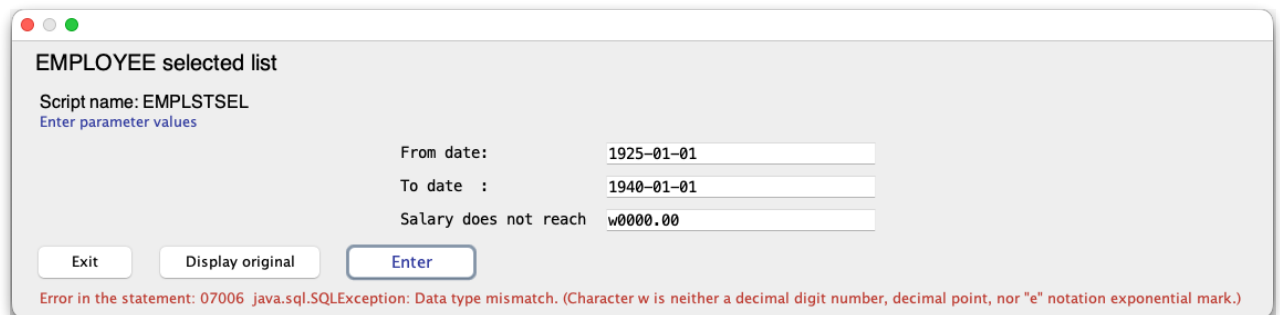 EMPLOYEE selected list
Script name: EMPLSTSEL
Enter parameter values
From date: 1925-01-01
To date  : 1940-01-01
Salary does not reach w0000.00
Exit Display original Enter
Error in the statement: 07006  java.sql.SQLException: Data type mismatch. (Character w is neither a decimal digit number, decimal point, nor "e" notation exponential mark.)